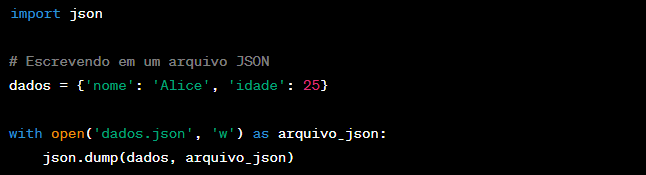 import json
# Escrevendo em um arquivo JSON
dados = {'nome': 'Alice', 'idade': 25}
with open('dados.json', 'w') as arquivo_json:
    json.dump(dados, arquivo_json)